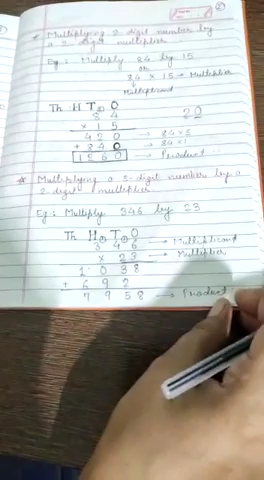 * Multiplying 2-digit number by
a 2-digit multiplier
Eg: Multiply 84 by 15
or
84 × 15 → Multiplier
↓
Multiplicand
Th H T O
8 4
× 1 5
4 2 0 → 84 × 5
20
+ 8 4 0 → 84 × 1
1 2 6 0 → Product
* Multiplying a 3-digit number by a
2-digit multiplier
Eg: Multiply 346 by 23
Th H T O
3 4 6 → Multiplicand
× 2 3 → Multiplier
1 0 3 8
+ 6 9 2
7 9 5 8 → Product